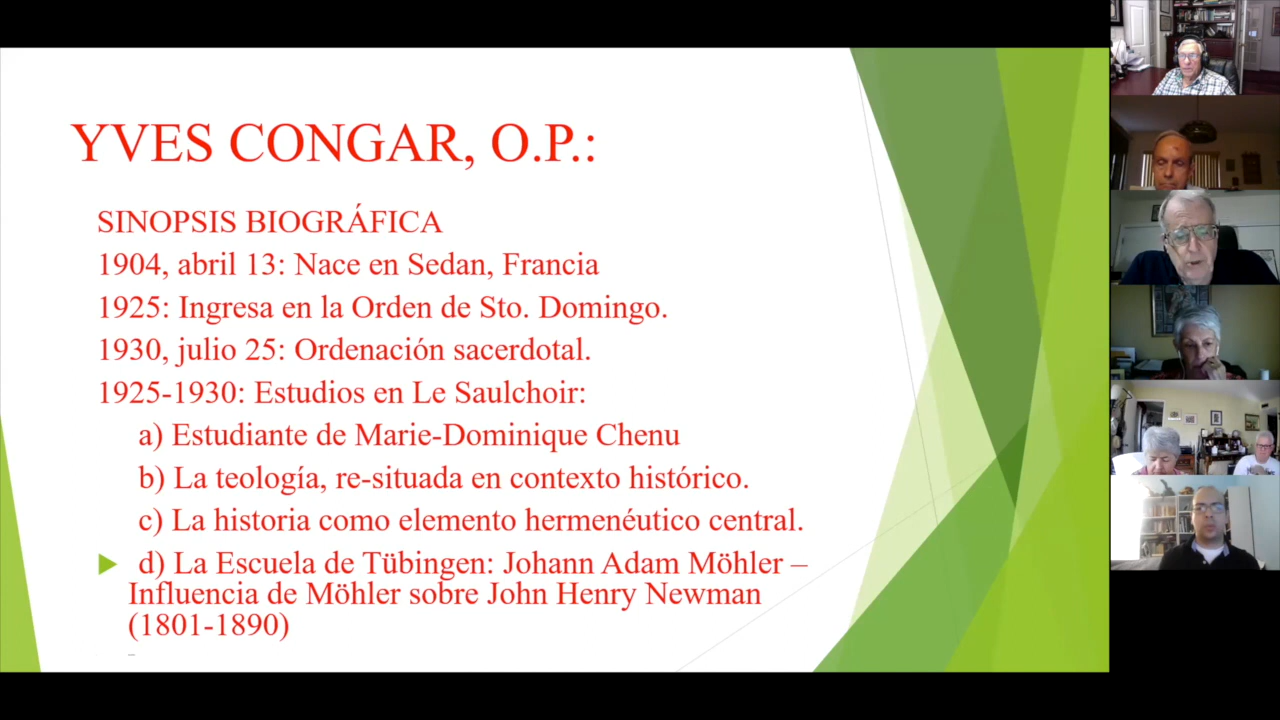 YVES CONGAR, O.P.:
SINOPSIS BIOGRÁFICA
1904, abril 13: Nace en Sedan, Francia
1925: Ingresa en la Orden de Sto. Domingo.
1930, julio 25: Ordenación sacerdotal.
1925-1930: Estudios en Le Saulchoir:
a) Estudiante de Marie-Dominique Chenu
b) La teología, re-situada en contexto histórico.
c) La historia como elemento hermenéutico central.
d) La Escuela de Tübingen: Johann Adam Möhler –
Influencia de Möhler sobre John Henry Newman
(1801-1890)